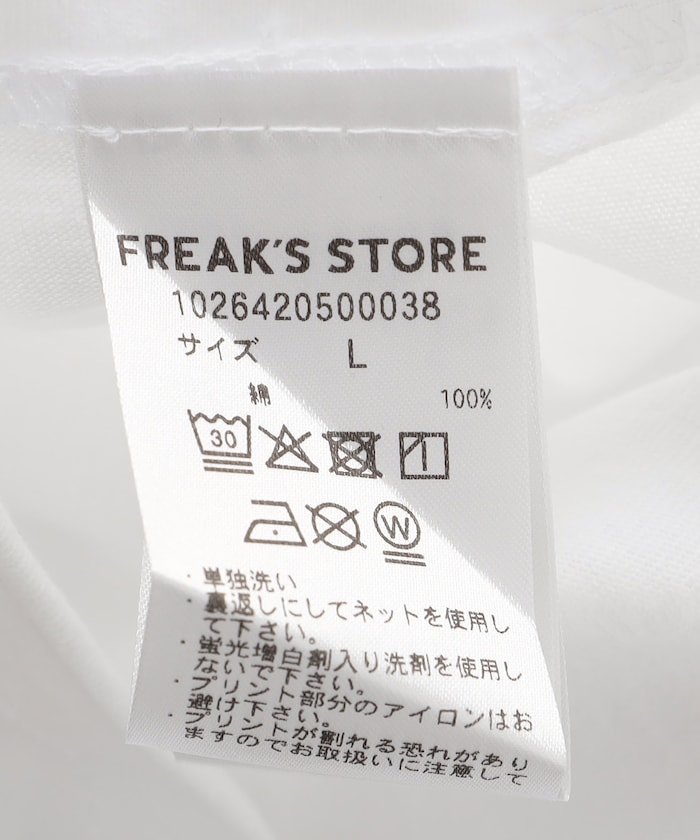 FREAK'S STORE
1026420500038
サイズ L
綿 100%
30
W
・単独洗い
・裏返しにしてネットを使用し
て下さい。
・蛍光増白剤入り洗剤を使用し
ないで下さい。
・プリント部分のアイロンはお
避け下さい。
・プリントが割れる恐れがあり
ますのでお取扱いに注意して